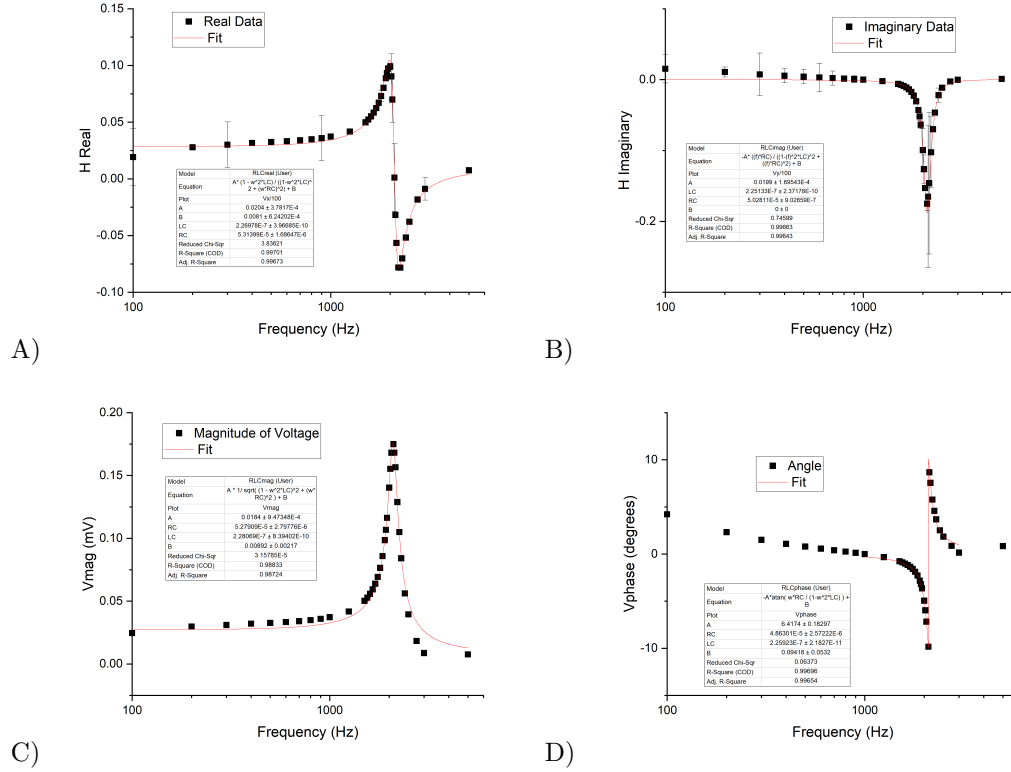 Real Data
Fit
0.15
0.10
0.05
0.00
-0.05
-0.10
H Real
Model RLCreal (User)
Equation A* (1 - w^2*LC) / ((1-w^2*LC)^
2 + (w*RC)^2) + B
Plot Vx/100
A 0.0204 ± 3.7817E-4
B 0.0081 ± 6.24202E-4
LC 2.26978E-7 ± 3.96685E-10
RC 5.31399E-5 ± 1.68647E-6
Reduced Chi-Sqr 3.83621
R-Square (COD) 0.99701
Adj. R-Square 0.99673
100 1000
Frequency (Hz)
A)
Imaginary Data
Fit
0.0
-0.2
H Imaginary
Model RLCimag (User)
Equation -A* ((f)*RC) / ((1-(f)^2*LC)^2 +
((f)*RC)^2) + B
Plot Vy/100
A 0.0199 ± 1.69543E-4
LC 2.25133E-7 ± 2.37178E-10
RC 5.02811E-5 ± 9.02659E-7
B 0 ± 0
Reduced Chi-Sqr 0.74599
R-Square (COD) 0.99663
Adj. R-Square 0.99643
100 1000
Frequency (Hz)
B)
Magnitude of Voltage
Fit
0.20
0.15
0.10
0.05
0.00
Vmag (mV)
Model RLCmag (User)
Equation A * 1/ sqrt( (1 - w^2*LC)^2 + (w*
RC)^2 ) + B
Plot Vmag
A 0.0184 ± 9.47348E-4
RC 5.27909E-5 ± 2.79776E-6
LC 2.28069E-7 ± 8.39402E-10
B 0.00892 ± 0.00217
Reduced Chi-Sqr 3.15785E-5
R-Square (COD) 0.98833
Adj. R-Square 0.98724
100 1000
Frequency (Hz)
C)
Angle
Fit
10
0
-10
Vphase (degrees)
Model RLCphase (User)
Equation -A*atan( w*RC / (1-w^2*LC) ) +
B
Plot Vphase
A 6.4174 ± 0.18297
RC 4.86301E-5 ± 2.57222E-6
LC 2.25923E-7 ± 2.1827E-11
B 0.09418 ± 0.0532
Reduced Chi-Sqr 0.06373
R-Square (COD) 0.99696
Adj. R-Square 0.99654
100 1000
Frequency (Hz)
D)